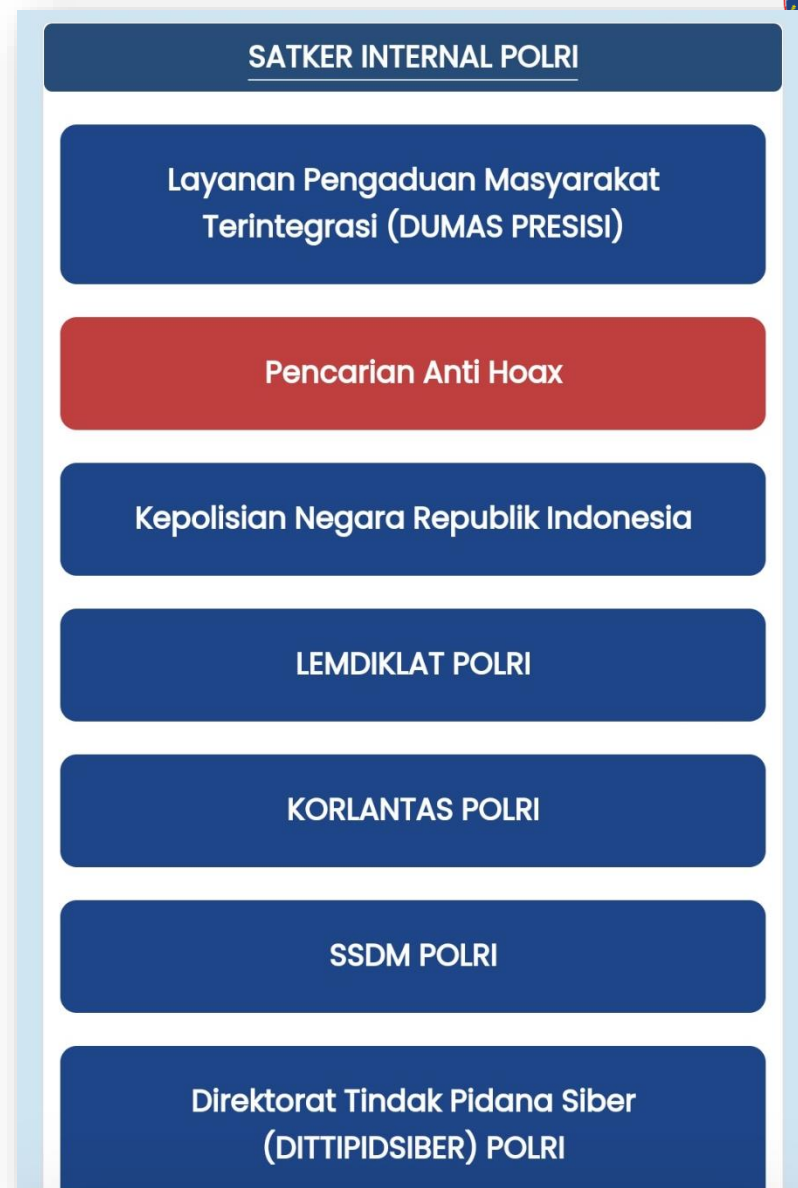 SATKER INTERNAL POLRI
Layanan Pengaduan Masyarakat
Terintegrasi (DUMAS PRESISI)
Pencarian Anti Hoax
Kepolisian Negara Republik Indonesia
LEMDIKLAT POLRI
KORLANTAS POLRI
SSDM POLRI
Direktorat Tindak Pidana Siber
(DITTIPIDSIBER) POLRI